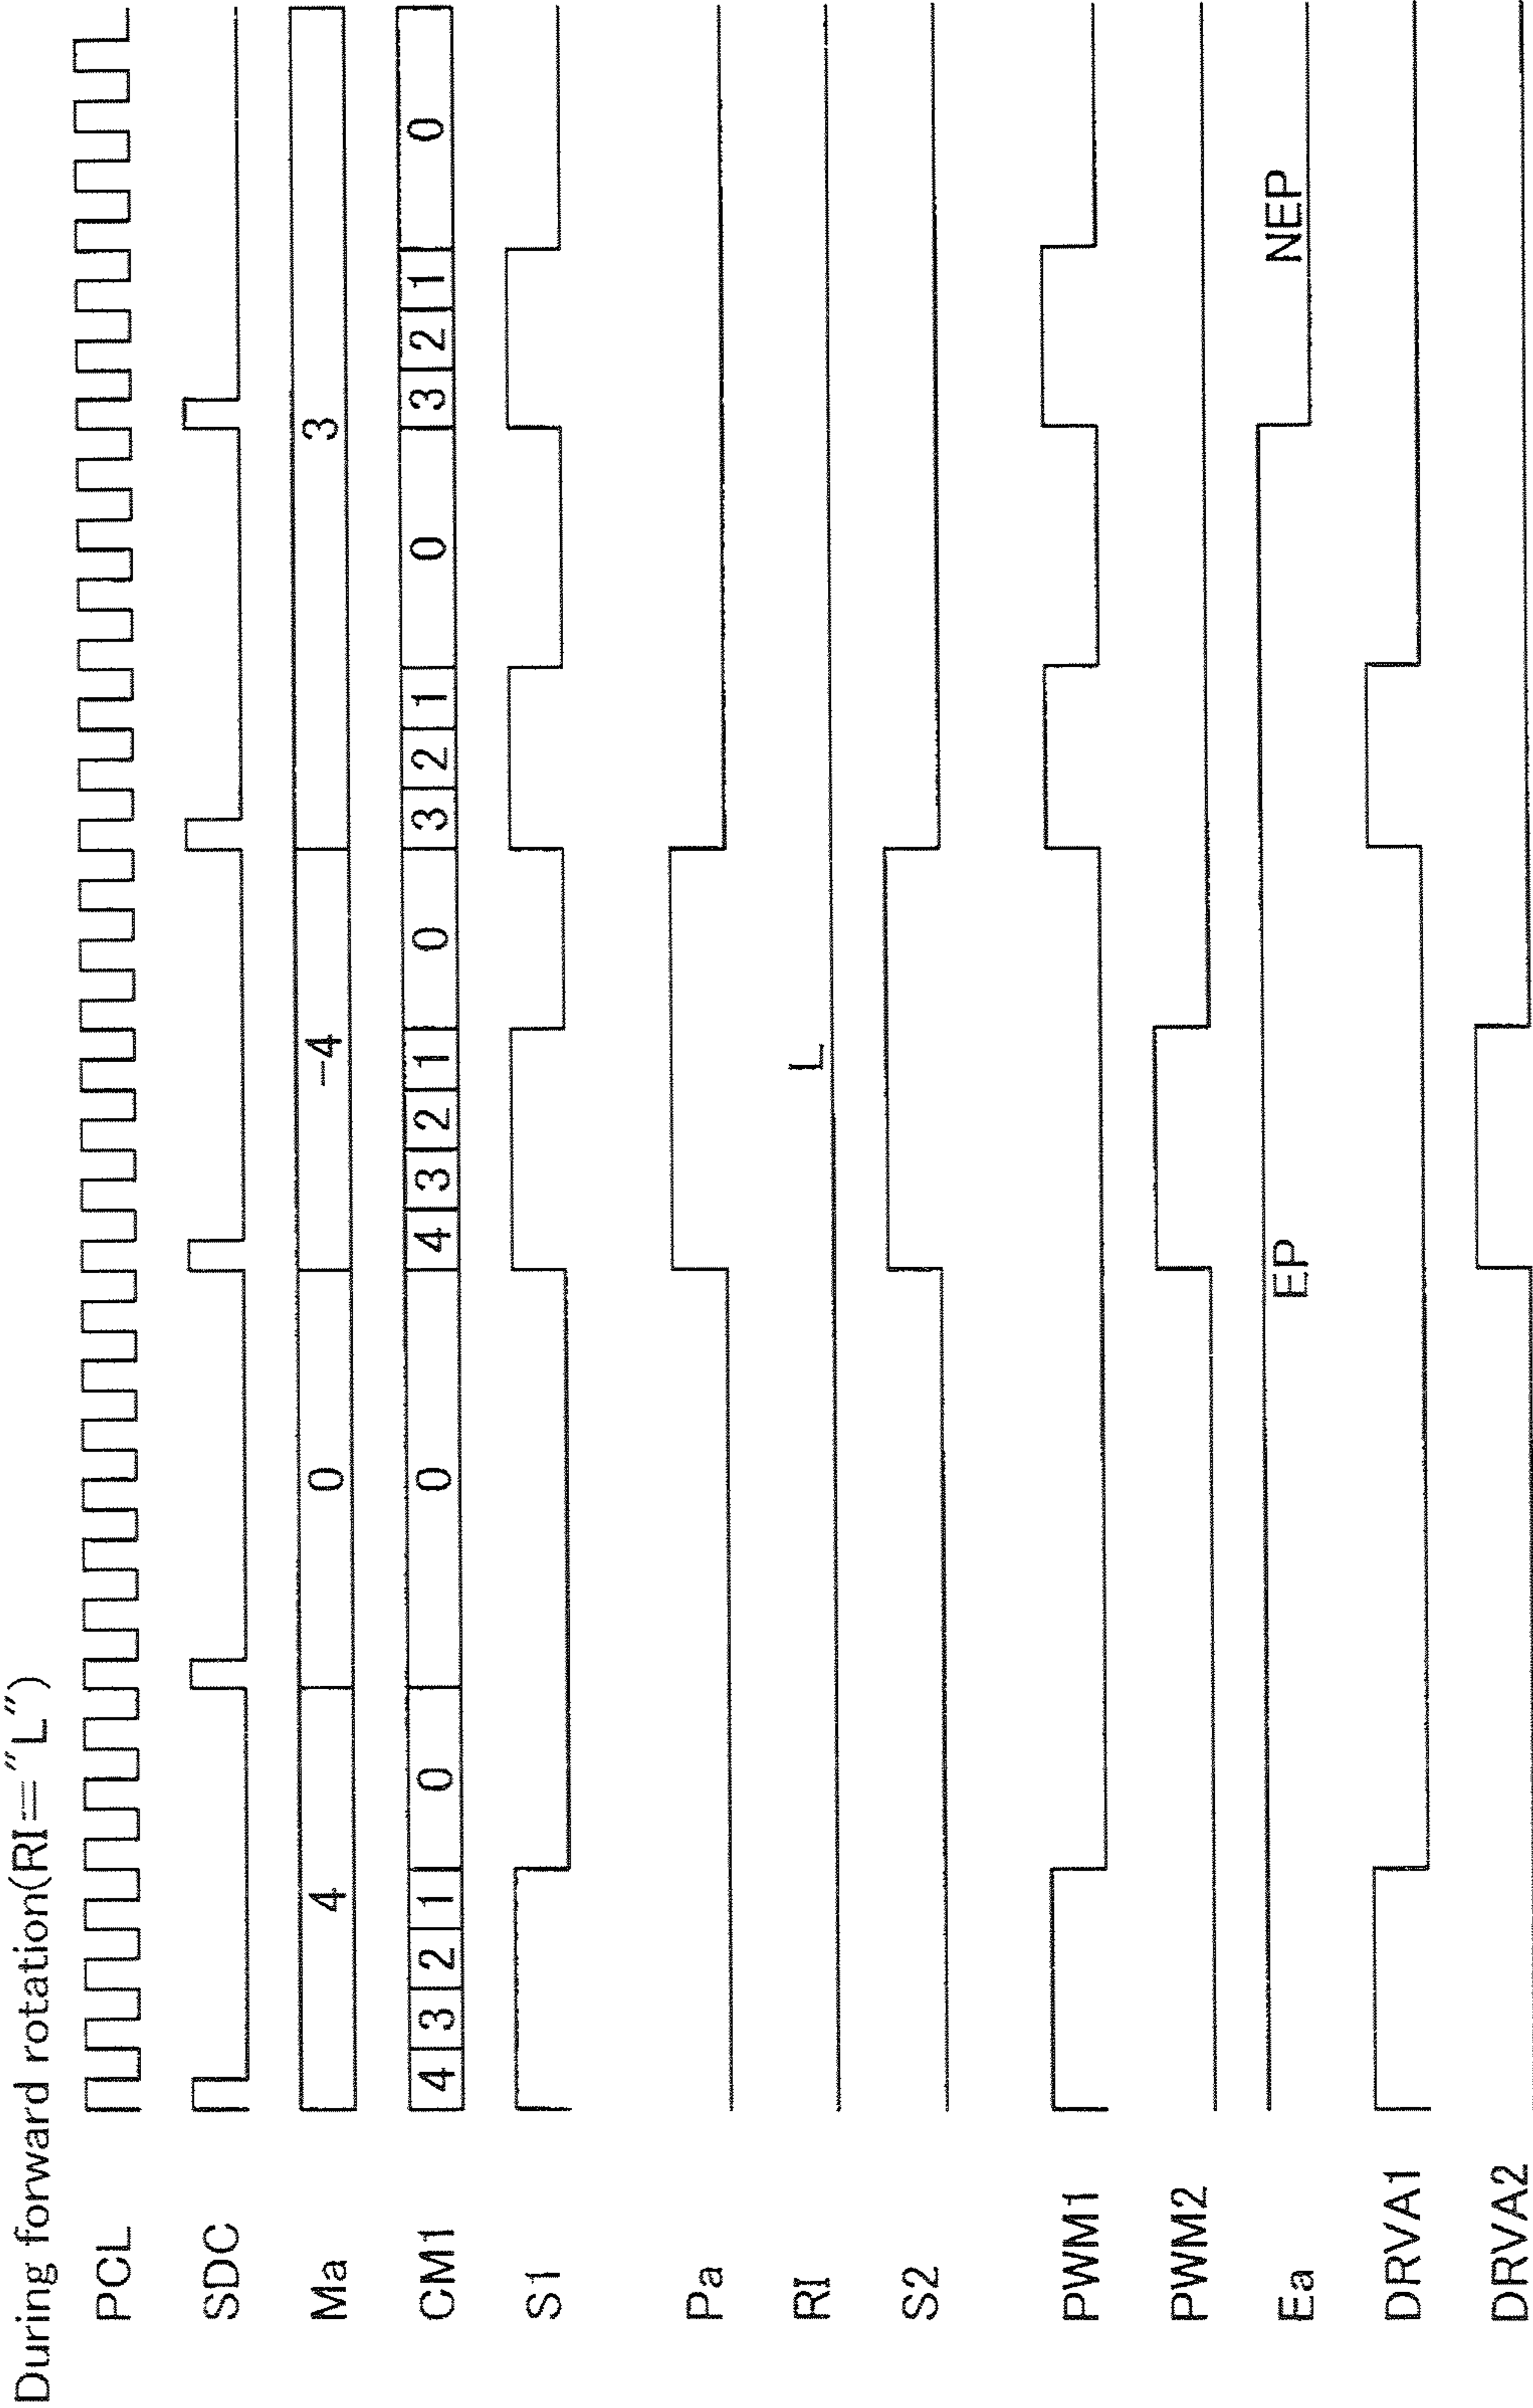 During forward rotation(RI="L")
PCL
SDC
Ma 4 0 -4 3
CM1 4 3 2 1 0 0 4 3 2 1 0 3 2 1 0 3 2 1 0
S1
Pa
RI L
S2
PWM1
PWM2
Ea EP NEP
DRVA1
DRVA2